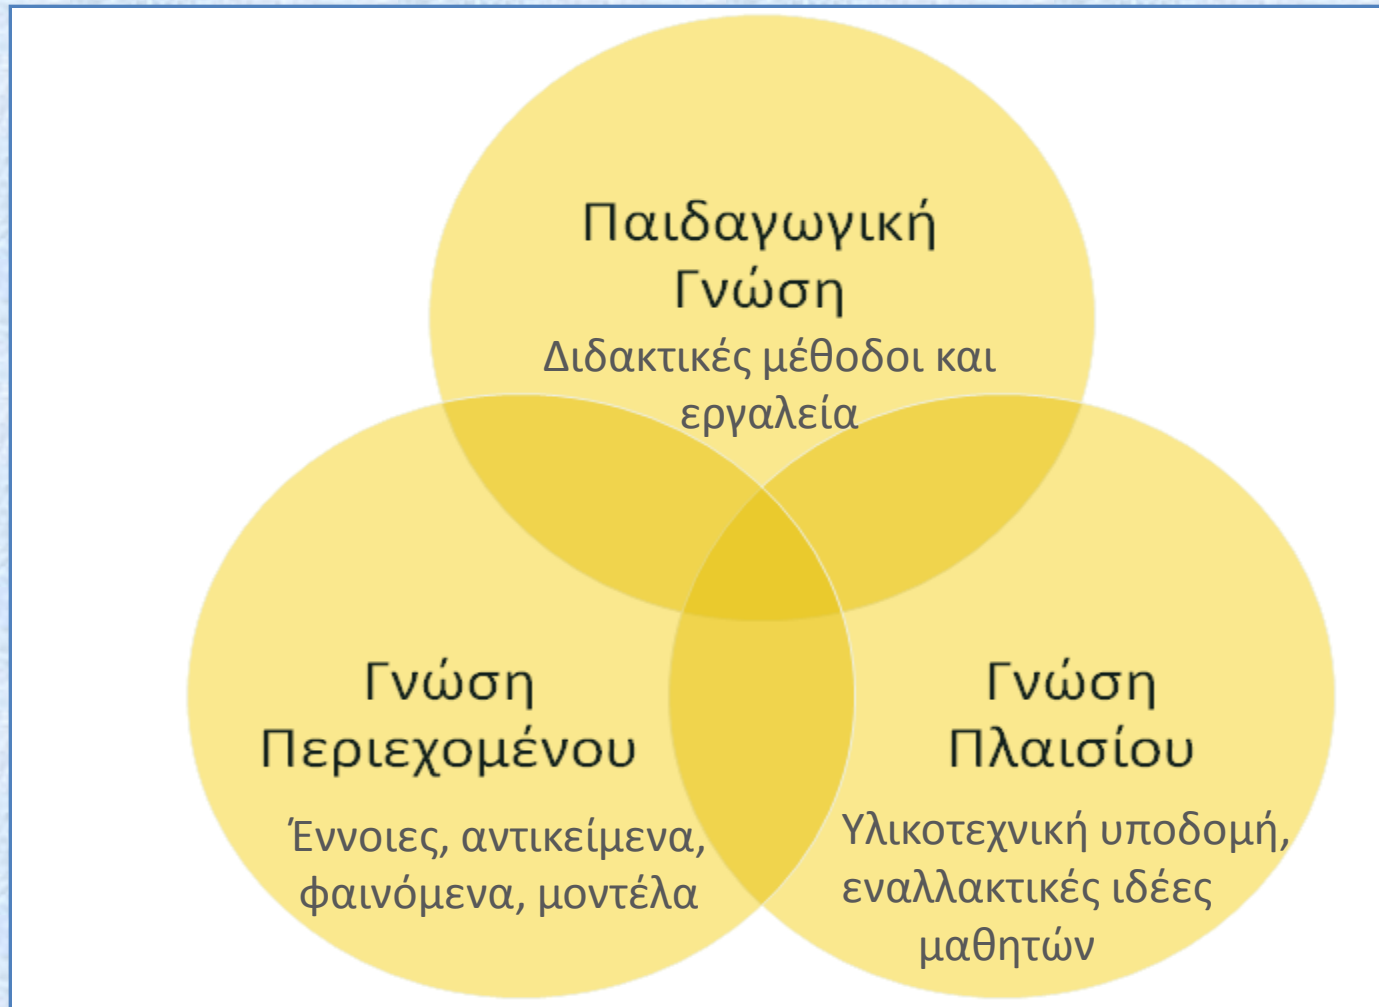 Παιδαγωγική
Γνώση
Διδακτικές μέθοδοι και
εργαλεία
Γνώση
Περιεχομένου
Έννοιες, αντικείμενα,
φαινόμενα, μοντέλα
Γνώση
Πλαισίου
Υλικοτεχνική υποδομή,
εναλλακτικές ιδέες
μαθητών